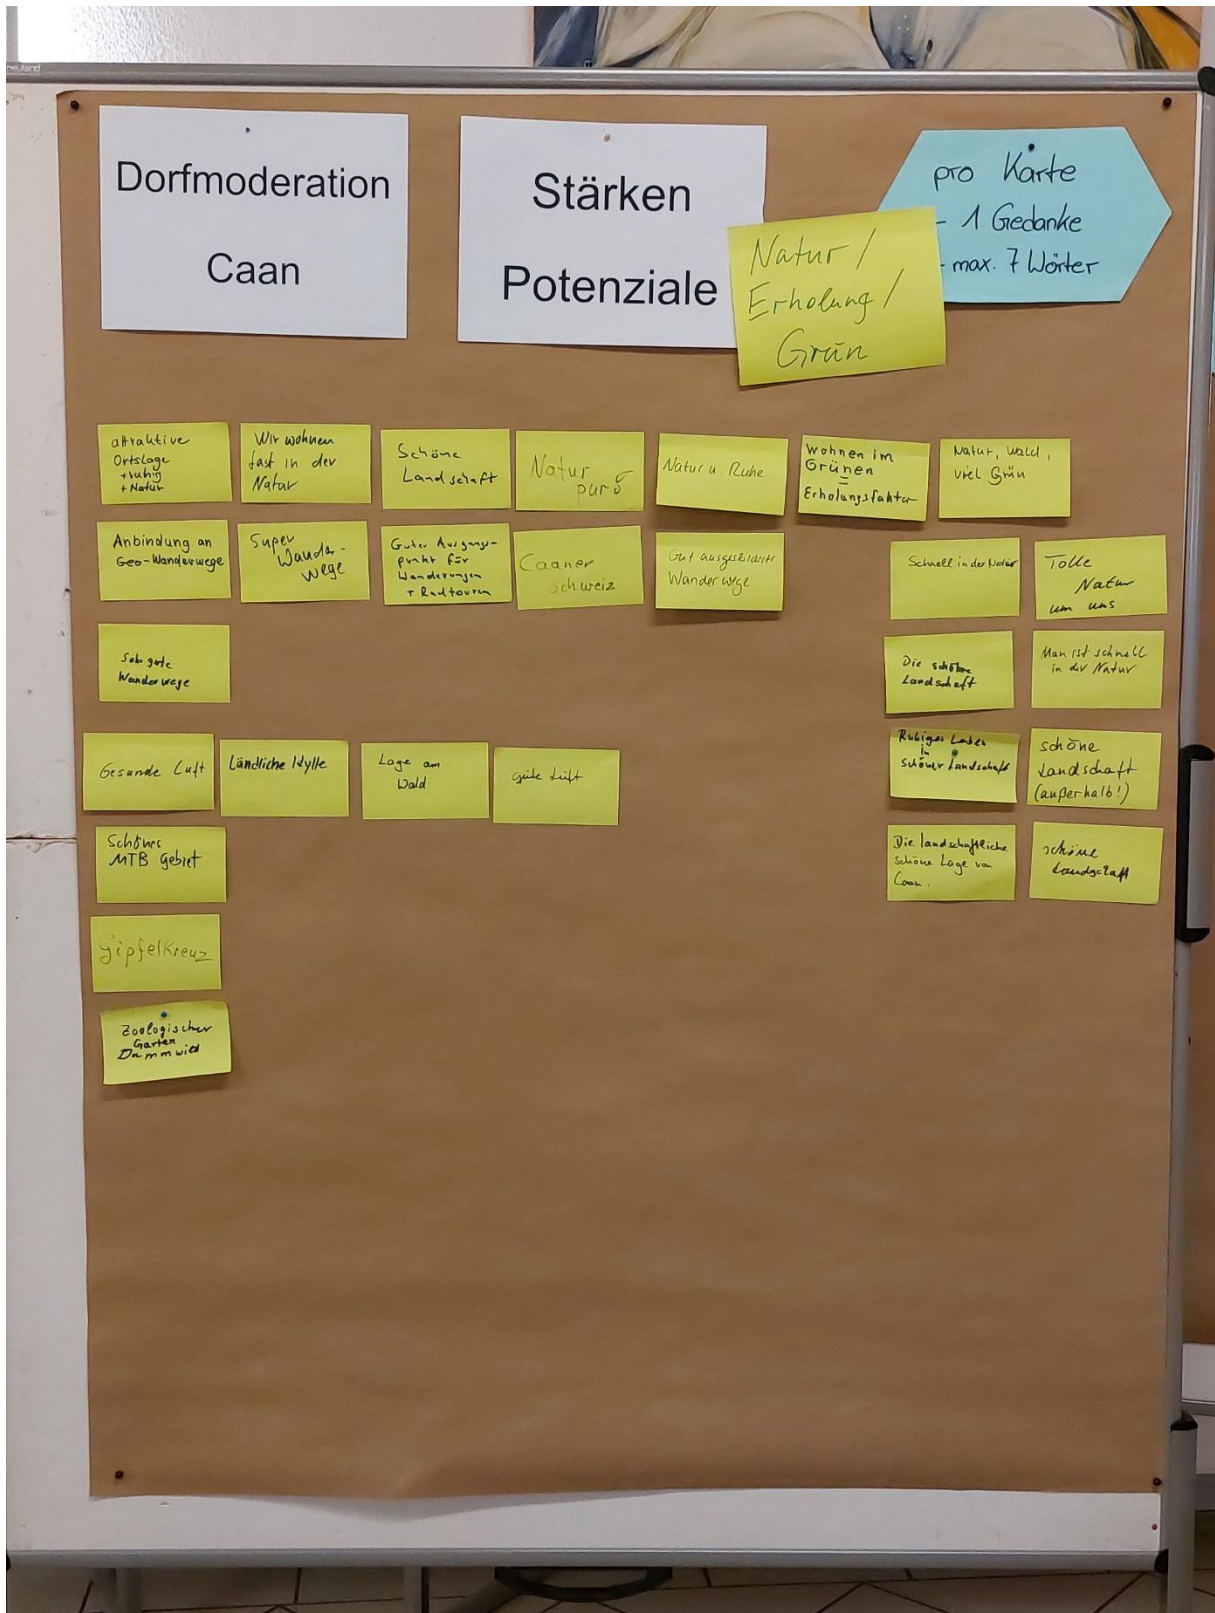 neuland
Dorfmoderation
Caan
Stärken
Potenziale
pro Karte
- 1 Gedanke
- max. 7 Wörter
Natur /
Erholung /
Grün
attraktive
Ortslage
+ ruhig
+ Natur
Wir wohnen
fast in der
Natur
Schöne
Landschaft
Natur
pur
Natur u. Ruhe
Wohnen im
Grünen
=
Erholungsfaktor
Natur, Wald,
viel Grün
Anbindung an
Geo-Wanderwege
Super
Wander-
wege
Guter Ausgangs-
punkt für
Wanderungen
+ Radtouren
Caaner
Schweiz
Gut ausgeschilderte
Wanderwege
Schnell in der Natur
Tolle
Natur
um uns
Sehr gute
Wanderwege
Die schöne
Landschaft
Man ist schnell
in der Natur
Gesunde Luft
Ländliche Idylle
Lage am
Wald
gute Luft
Ruhiges Leben
in
schöner Landschaft
schöne
Landschaft
(außerhalb!)
Schönes
MTB Gebiet
Die landschaftliche
schöne Lage von
Caan.
schöne
Landschaft
Gipfelkreuz
Zoologischer
Garten
Dammwild